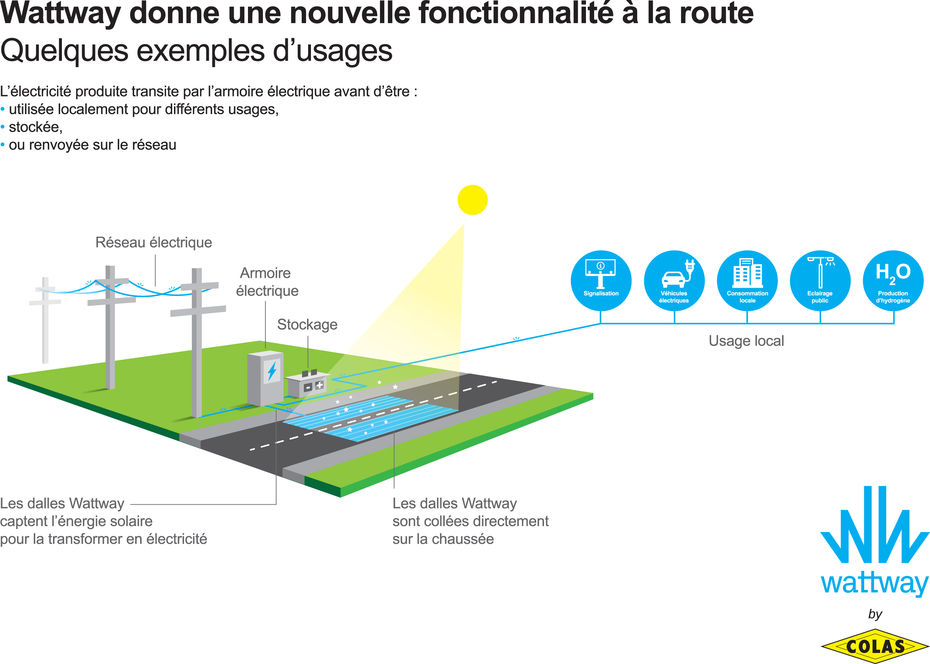 Wattway donne une nouvelle fonctionnalité à la route
Quelques exemples d’usages
L’électricité produite transite par l’armoire électrique avant d’être :
• utilisée localement pour différents usages,
• stockée,
• ou renvoyée sur le réseau
Réseau électrique
Armoire
électrique
Stockage
Signalisation
Véhicules
électriques
Consommation
locale
Eclairage
public
H2O
Production
d’hydrogène
Usage local
Les dalles Wattway
captent l’énergie solaire
pour la transformer en électricité
Les dalles Wattway
sont collées directement
sur la chaussée
wattway
by
COLAS